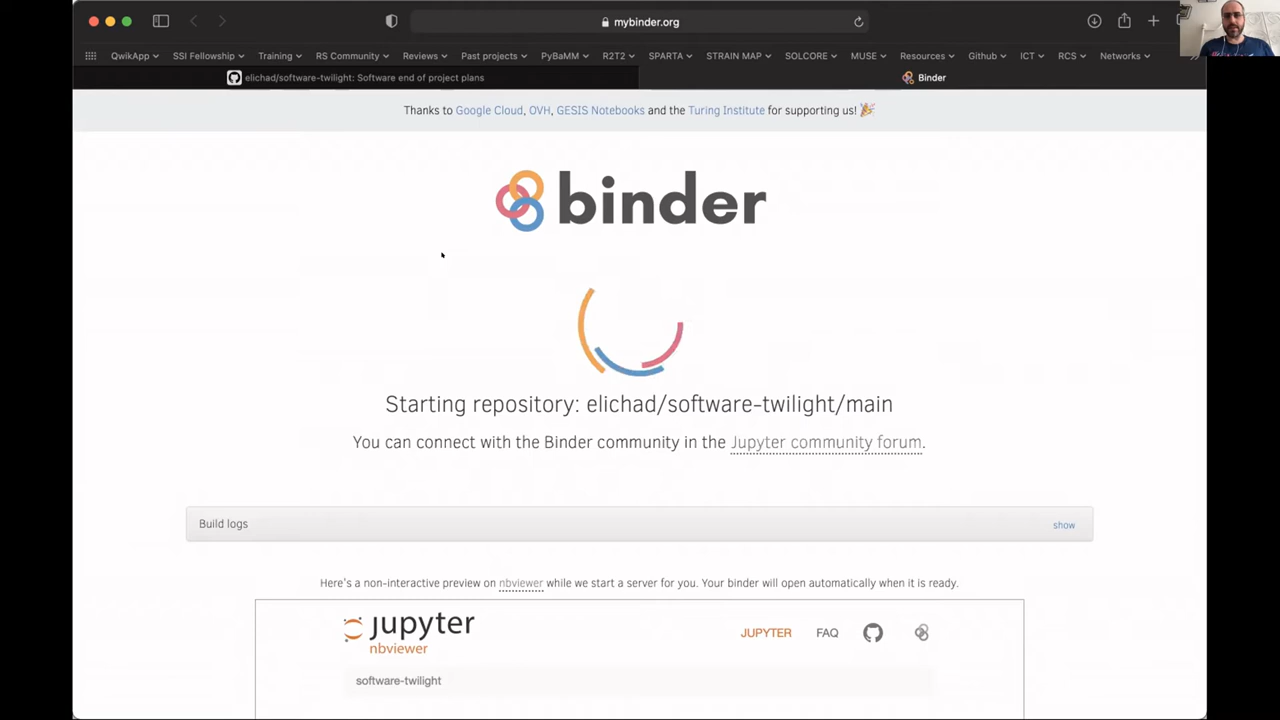 mybinder.org
QwikApp SSI Fellowship Training RS Community Reviews Past projects PyBaMM R2T2 SPARTA STRAIN MAP SOLCORE MUSE Resources Github ICT RCS Networks
elichad/software-twilight: Software end of project plans Binder
Thanks to Google Cloud, OVH, GESIS Notebooks and the Turing Institute for supporting us! 🎉
binder
Starting repository: elichad/software-twilight/main
You can connect with the Binder community in the Jupyter community forum.
Build logs show
Here's a non-interactive preview on nbviewer while we start a server for you. Your binder will open automatically when it is ready.
jupyter
nbviewer
JUPYTER FAQ
software-twilight